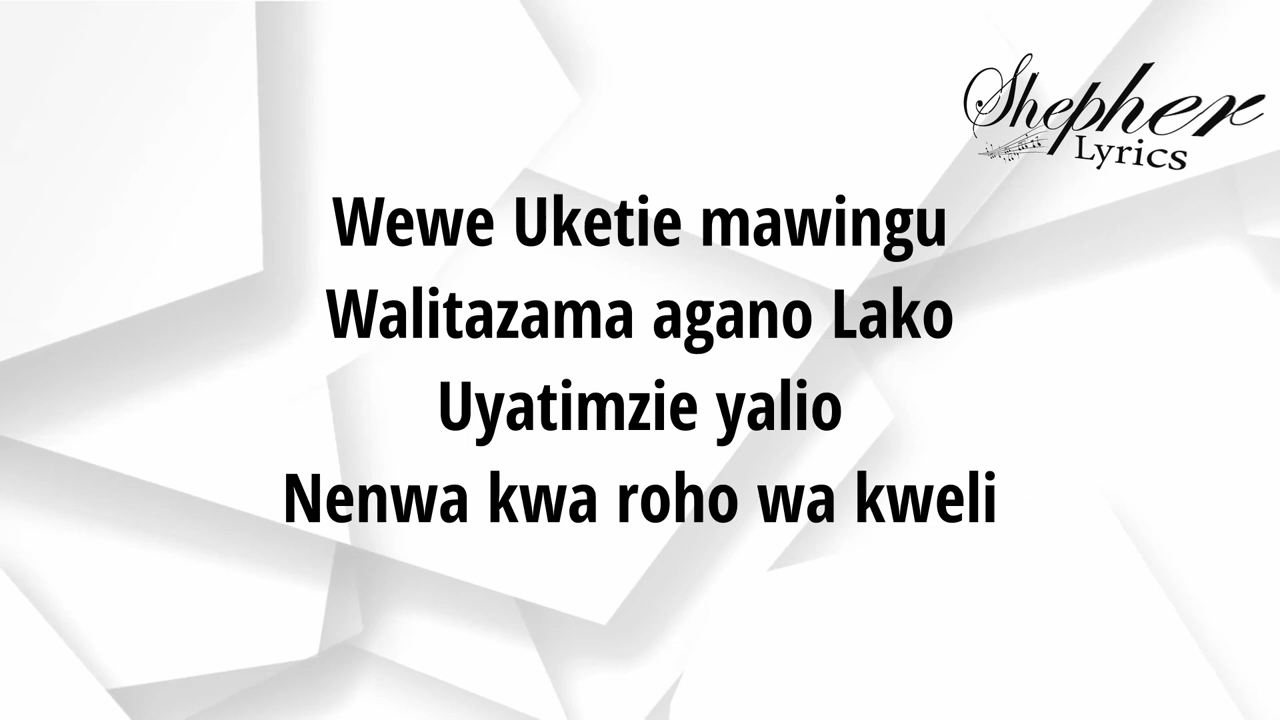 Shepher
Lyrics
Wewe Uketie mawingu
Walitazama agano Lako
Uyatimzie yalio
Nenwa kwa roho wa kweli